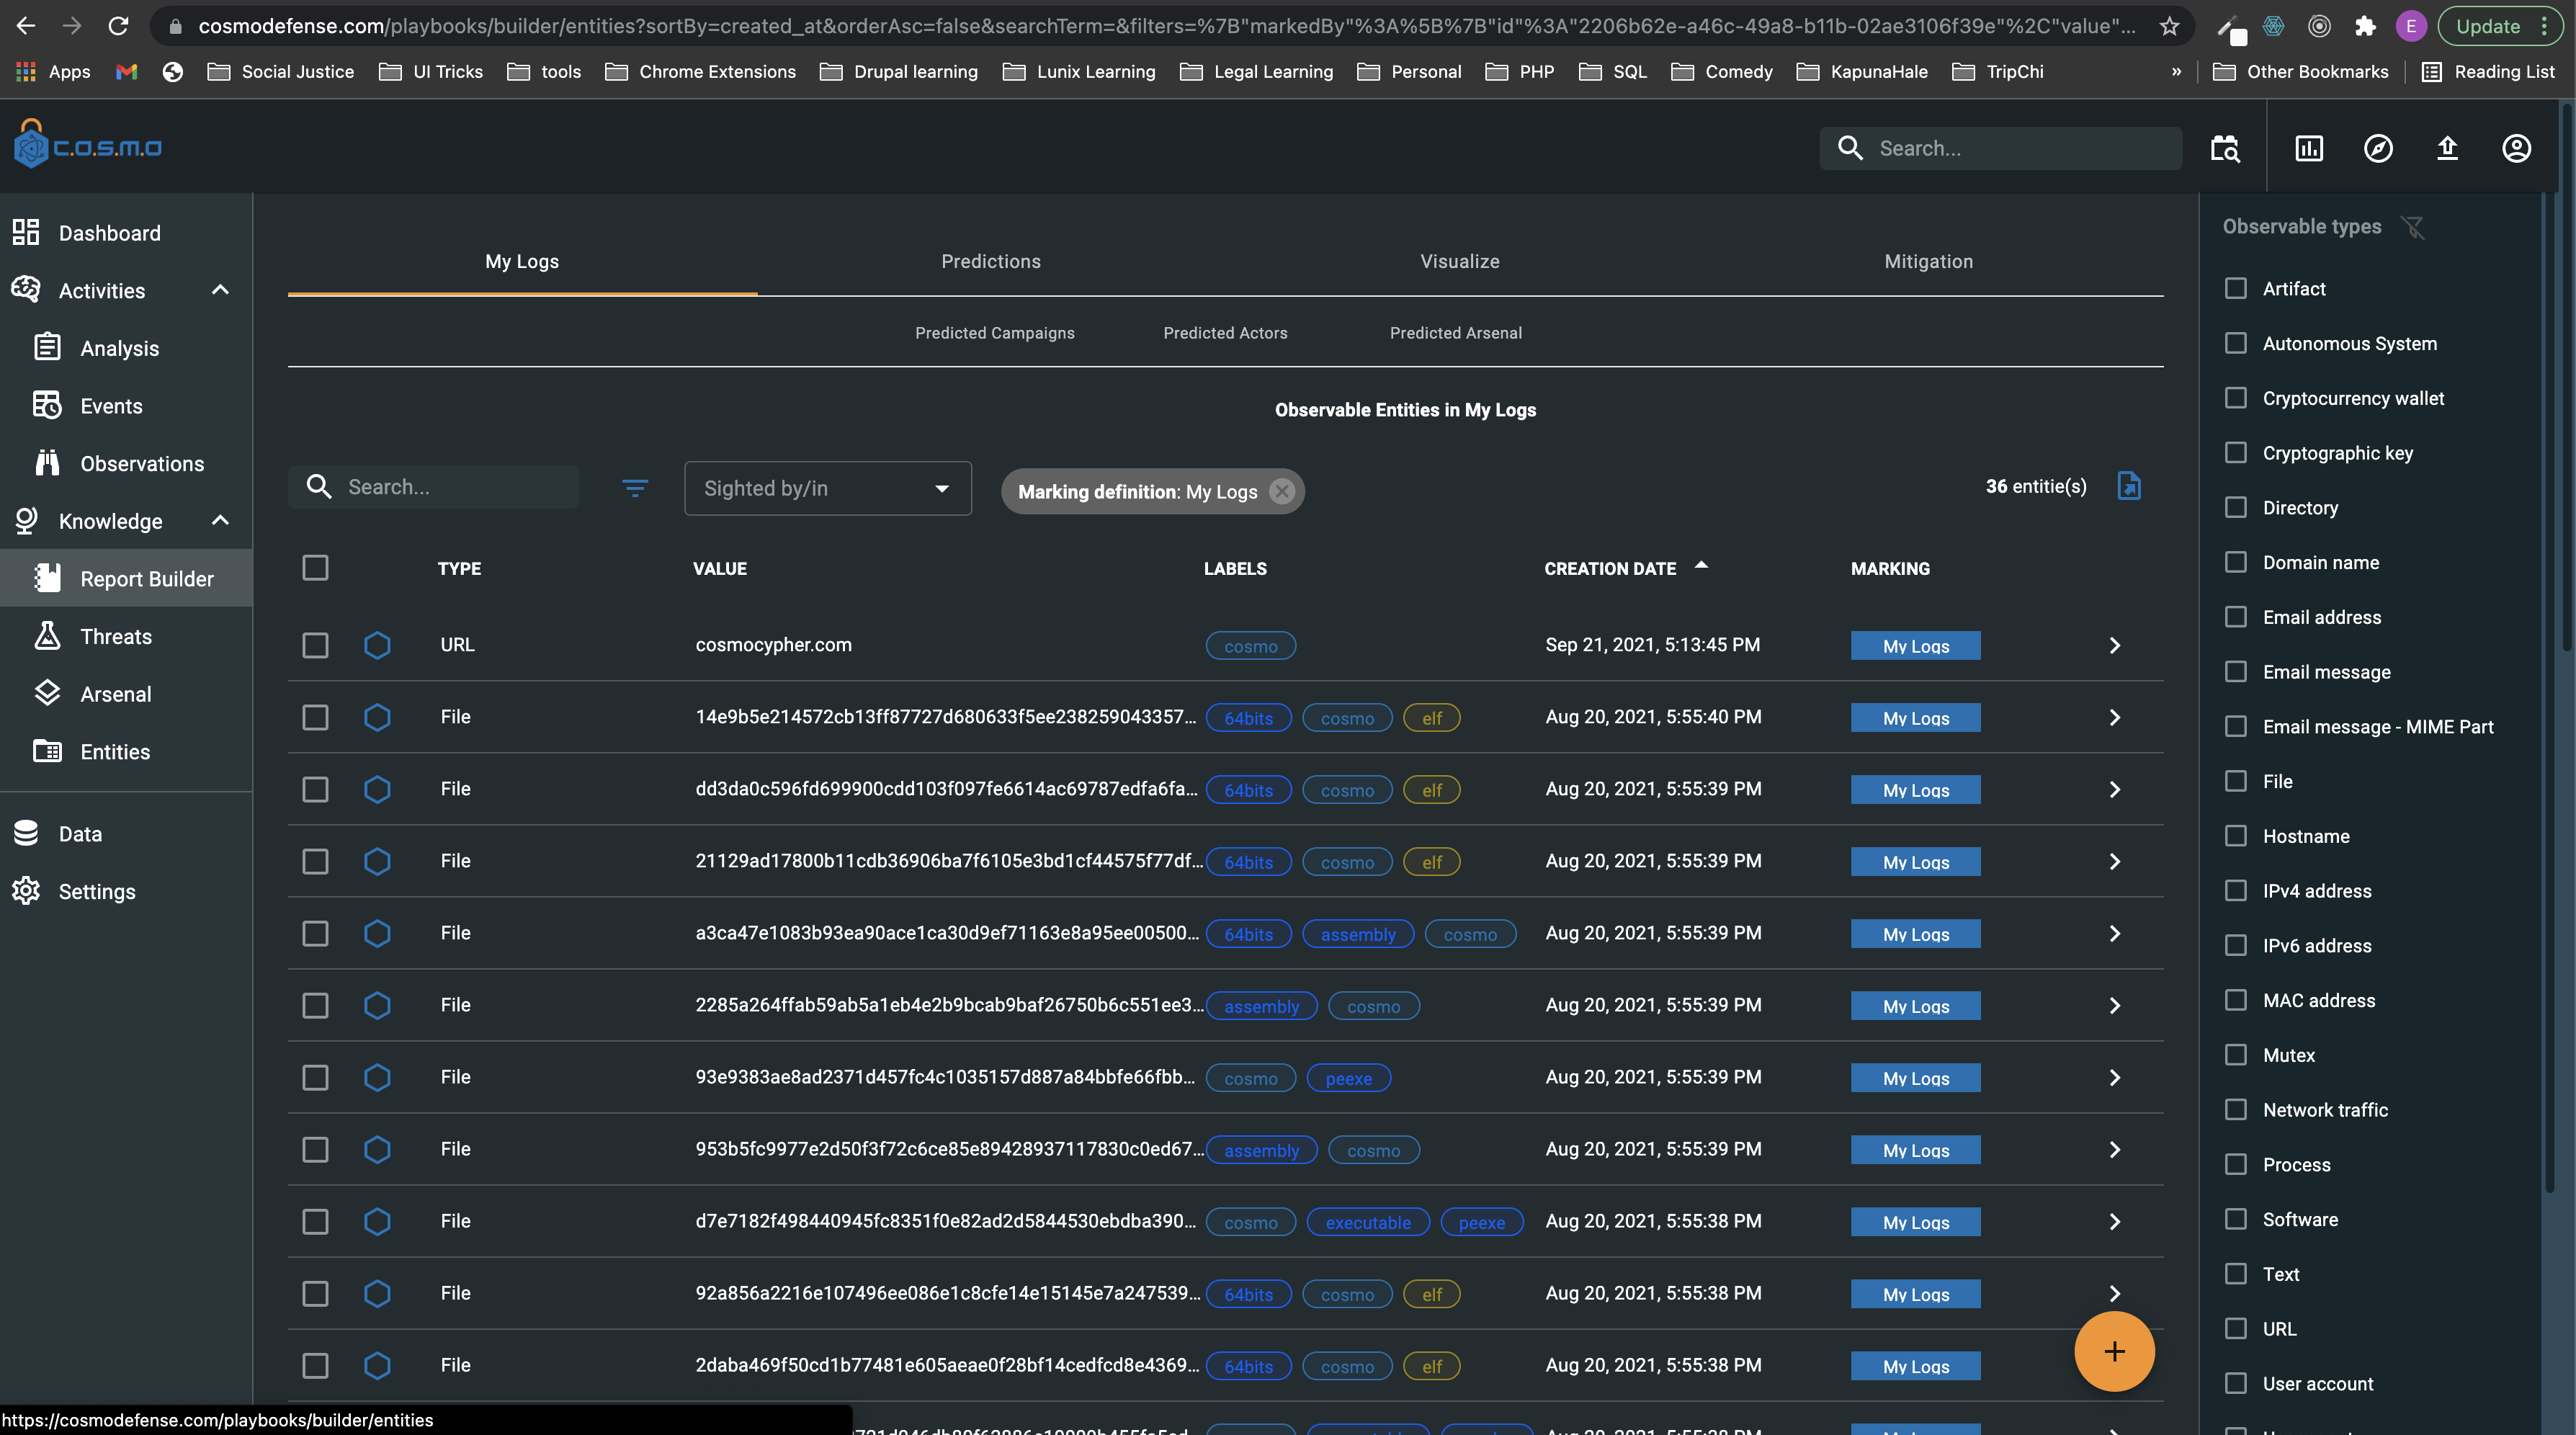 cosmodefense.com/playbooks/builder/entities?sortBy=created_at&orderAsc=false&searchTerm=&filters=%7B"markedBy"%3A%5B%7B"id"%3A"2206b62e-a46c-49a8-b11b-02ae3106f39e"%2C"value"...
E
Update
Apps
Social Justice
UI Tricks
tools
Chrome Extensions
Drupal learning
Lunix Learning
Legal Learning
Personal
PHP
SQL
Comedy
KapunaHale
TripChi
»
Other Bookmarks
Reading List
C.O.S.M.O
Search...
Dashboard
Activities
Analysis
Events
Observations
Knowledge
Report Builder
Threats
Arsenal
Entities
Data
Settings
My Logs
Predictions
Visualize
Mitigation
Predicted Campaigns
Predicted Actors
Predicted Arsenal
Observable Entities in My Logs
Search...
Sighted by/in
Marking definition: My Logs
36 entitie(s)
TYPE VALUE LABELS CREATION DATE MARKING
URL cosmocypher.com cosmo Sep 21, 2021, 5:13:45 PM My Logs
File 14e9b5e214572cb13ff87727d680633f5ee238259043357... 64bits cosmo elf Aug 20, 2021, 5:55:40 PM My Logs
File dd3da0c596fd699900cdd103f097fe6614ac69787edfa6fa... 64bits cosmo elf Aug 20, 2021, 5:55:39 PM My Logs
File 21129ad17800b11cdb36906ba7f6105e3bd1cf44575f77df... 64bits cosmo elf Aug 20, 2021, 5:55:39 PM My Logs
File a3ca47e1083b93ea90ace1ca30d9ef71163e8a95ee00500... 64bits assembly cosmo Aug 20, 2021, 5:55:39 PM My Logs
File 2285a264ffab59ab5a1eb4e2b9bcab9baf26750b6c551ee3... assembly cosmo Aug 20, 2021, 5:55:39 PM My Logs
File 93e9383ae8ad2371d457fc4c1035157d887a84bbfe66fbb... cosmo peexe Aug 20, 2021, 5:55:39 PM My Logs
File 953b5fc9977e2d50f3f72c6ce85e89428937117830c0ed67... assembly cosmo Aug 20, 2021, 5:55:39 PM My Logs
File d7e7182f498440945fc8351f0e82ad2d5844530ebdba390... cosmo executable peexe Aug 20, 2021, 5:55:38 PM My Logs
File 92a856a2216e107496ee086e1c8cfe14e15145e7a247539... 64bits cosmo elf Aug 20, 2021, 5:55:38 PM My Logs
File 2daba469f50cd1b77481e605aeae0f28bf14cedfcd8e4369... 64bits cosmo elf Aug 20, 2021, 5:55:38 PM My Logs
Observable types
Artifact
Autonomous System
Cryptocurrency wallet
Cryptographic key
Directory
Domain name
Email address
Email message
Email message - MIME Part
File
Hostname
IPv4 address
IPv6 address
MAC address
Mutex
Network traffic
Process
Software
Text
URL
User account
https://cosmodefense.com/playbooks/builder/entities